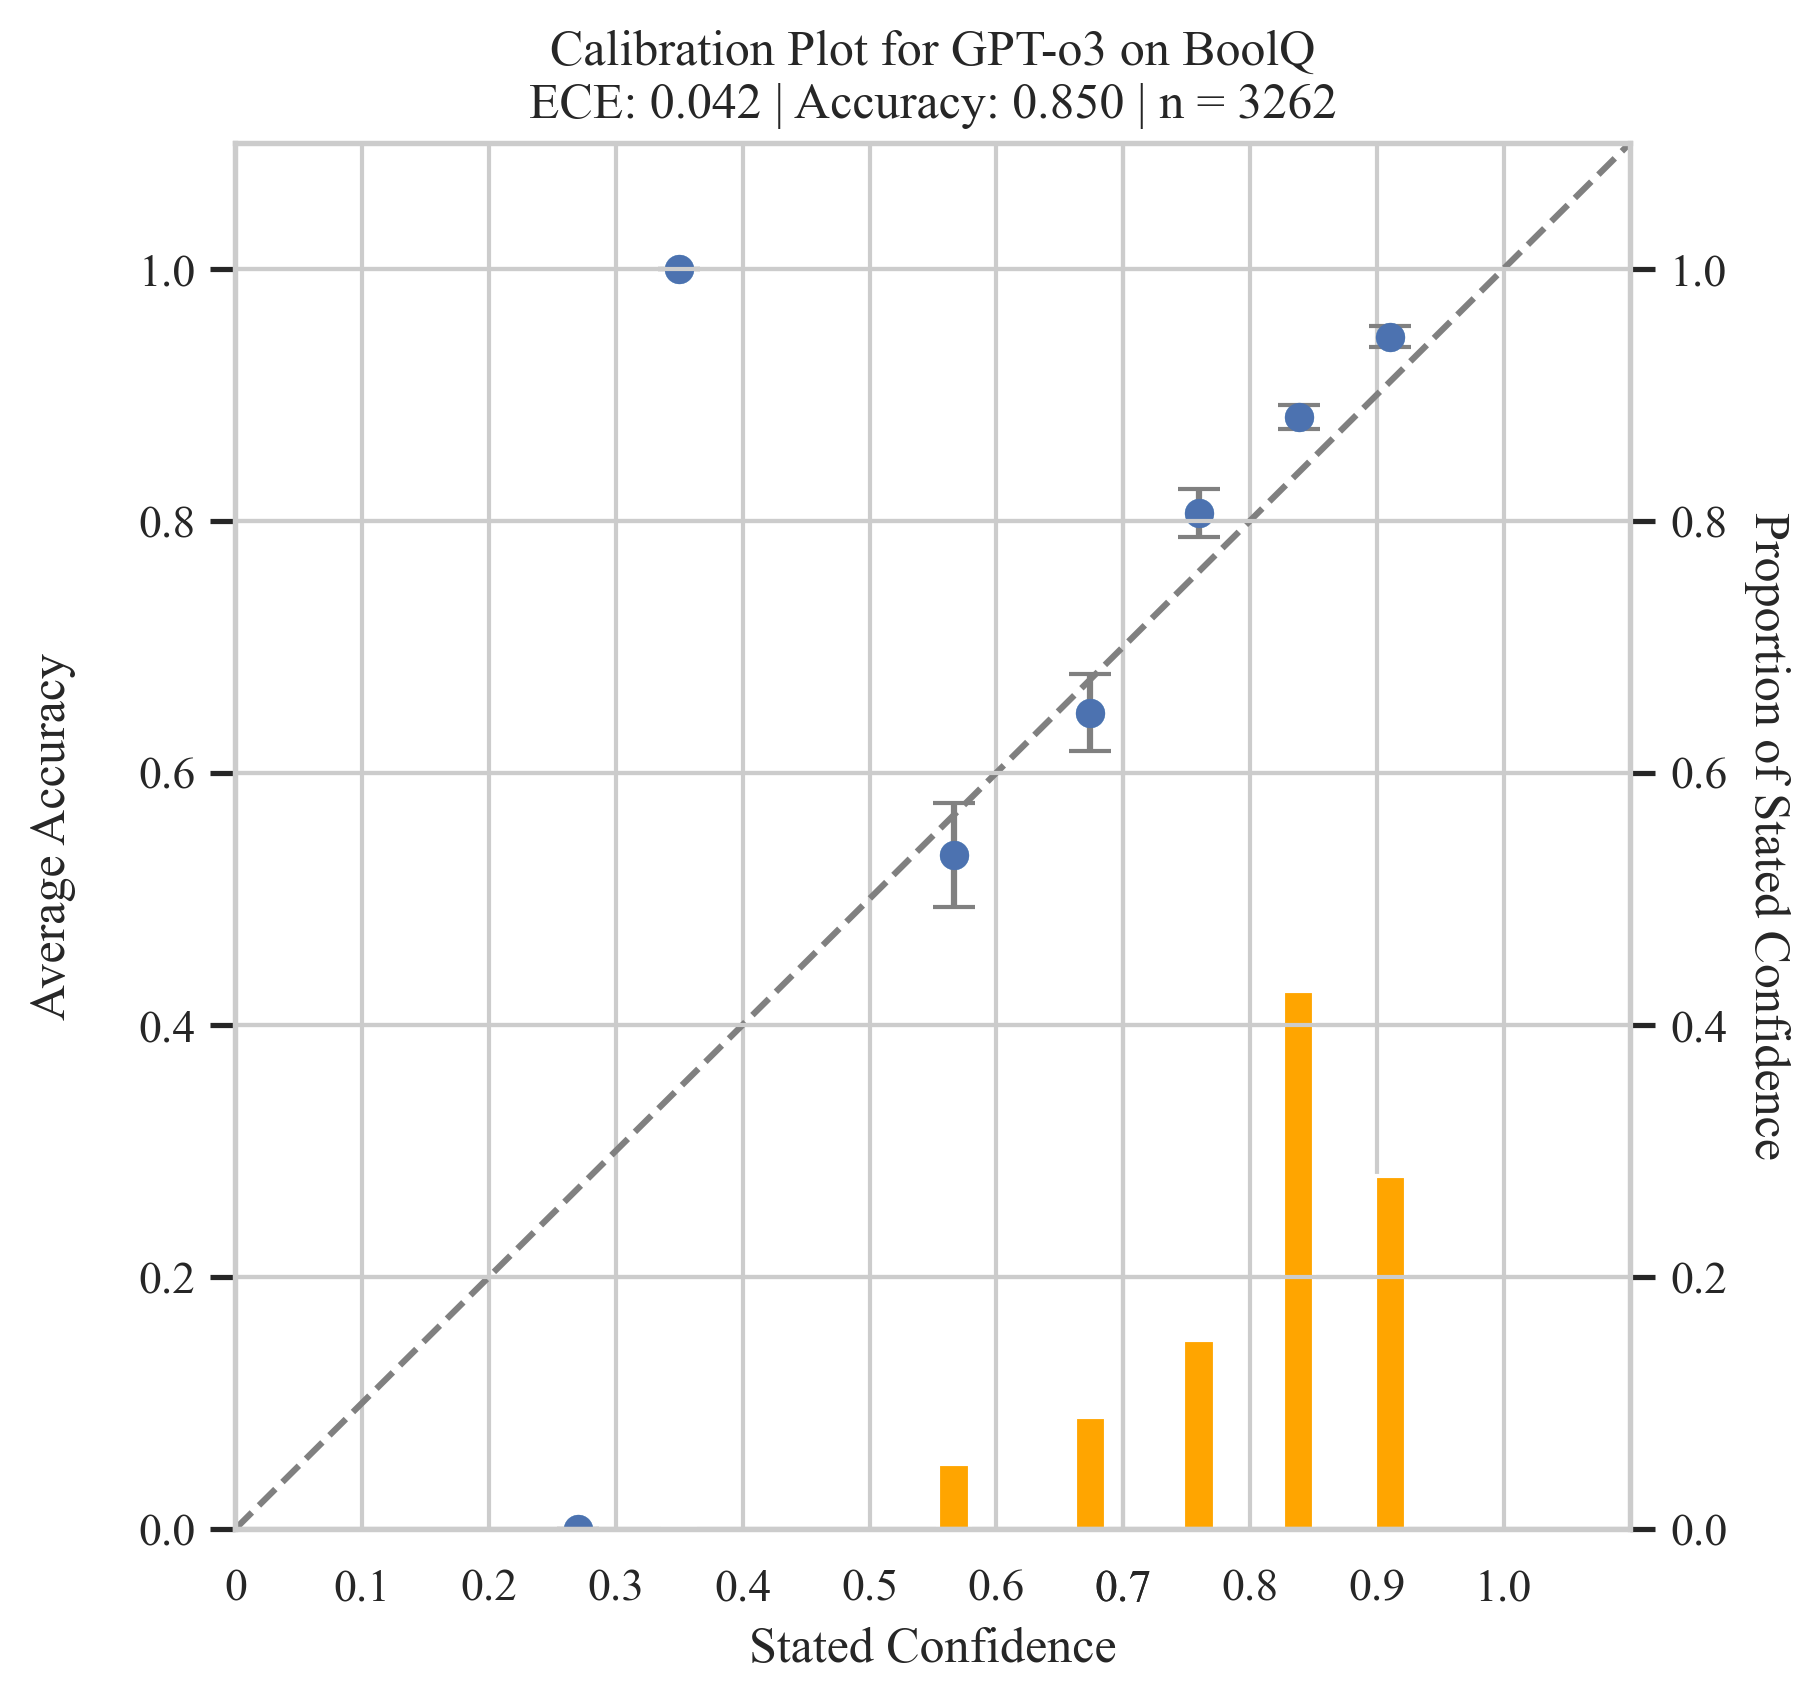 Calibration Plot for GPT-o3 on BoolQ
ECE: 0.042 | Accuracy: 0.850 | n = 3262
Average Accuracy
1.0
0.8
0.6
0.4
0.2
0.0
1.0
0.8
0.6
0.4
0.2
0.0
Proportion of Stated Confidence
0 0.1 0.2 0.3 0.4 0.5 0.6 0.7 0.8 0.9 1.0
Stated Confidence